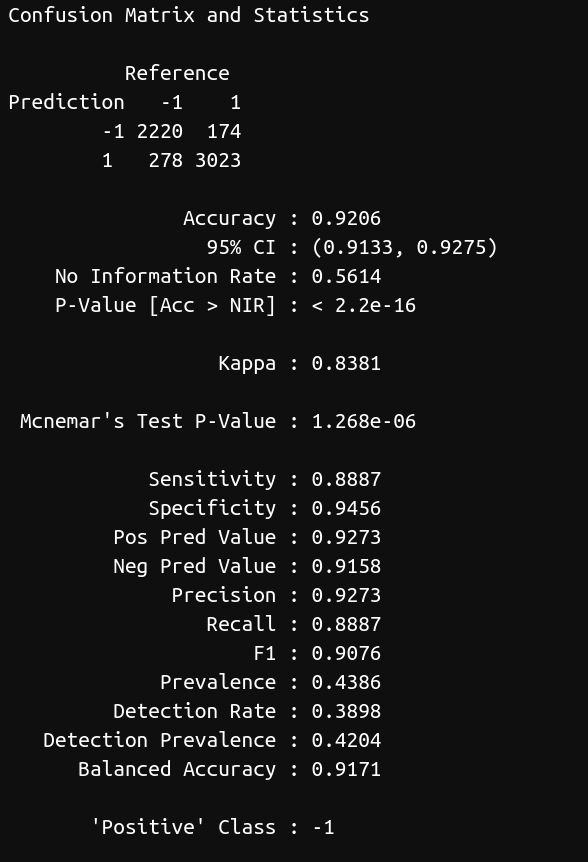 Confusion Matrix and Statistics
Reference
Prediction -1 1
-1 2220 174
1 278 3023
Accuracy : 0.9206
95% CI : (0.9133, 0.9275)
No Information Rate : 0.5614
P-Value [Acc > NIR] : < 2.2e-16
Kappa : 0.8381
Mcnemar's Test P-Value : 1.268e-06
Sensitivity : 0.8887
Specificity : 0.9456
Pos Pred Value : 0.9273
Neg Pred Value : 0.9158
Precision : 0.9273
Recall : 0.8887
F1 : 0.9076
Prevalence : 0.4386
Detection Rate : 0.3898
Detection Prevalence : 0.4204
Balanced Accuracy : 0.9171
'Positive' Class : -1